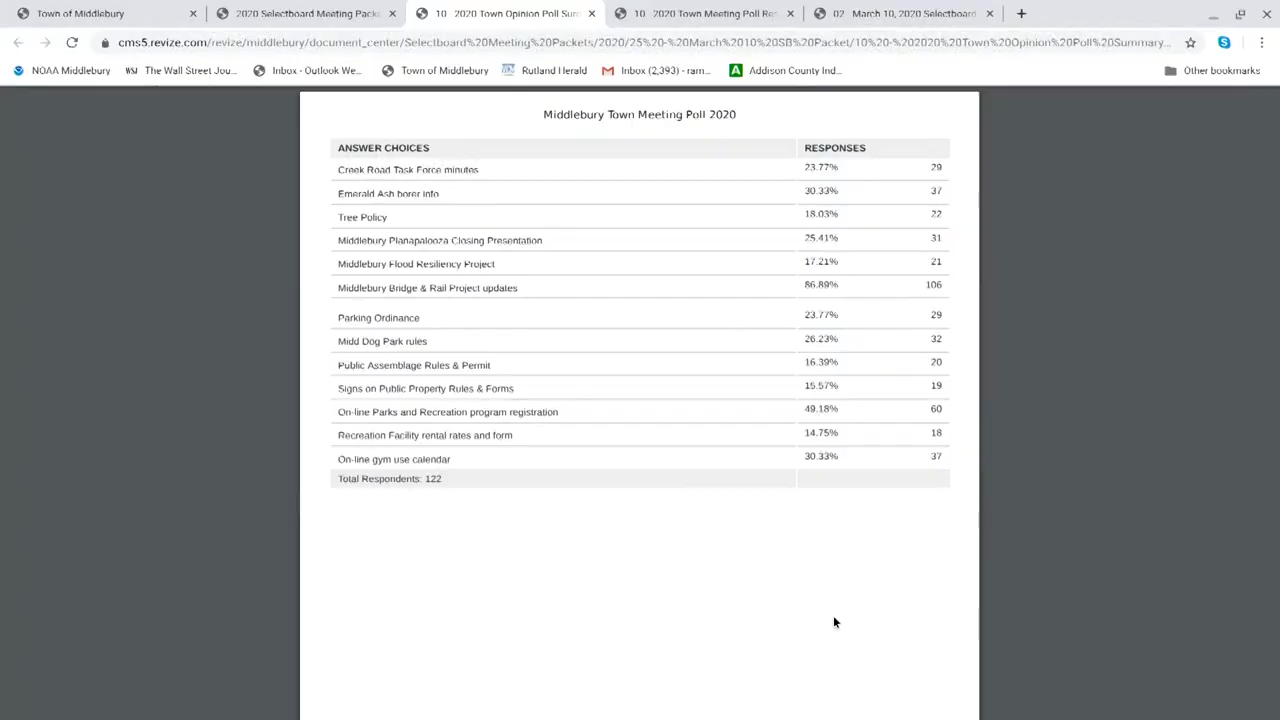 Town of Middlebury
2020 Selectboard Meeting Packa
10 2020 Town Opinion Poll Sum
10 2020 Town Meeting Poll Res
02 March 10, 2020 Selectboard
cms5.revize.com/revize/middlebury/document_center/Selectboard%20Meeting%20Packets/2020/25%20-%20March%2010%20SB%20Packet/10%20-%202020%20Town%20Opinion%20Poll%20Summary...
NOAA Middlebury
WSJ The Wall Street Jou...
Inbox - Outlook We...
Town of Middlebury
Rutland Herald
Inbox (2,393) - ram...
Addison County Ind...
Other bookmarks
Middlebury Town Meeting Poll 2020
ANSWER CHOICES RESPONSES
Creek Road Task Force minutes 23.77% 29
Emerald Ash borer info 30.33% 37
Tree Policy 18.03% 22
Middlebury Planapalooza Closing Presentation 25.41% 31
Middlebury Flood Resiliency Project 17.21% 21
Middlebury Bridge & Rail Project updates 86.89% 106
Parking Ordinance 23.77% 29
Midd Dog Park rules 26.23% 32
Public Assemblage Rules & Permit 16.39% 20
Signs on Public Property Rules & Forms 15.57% 19
On-line Parks and Recreation program registration 49.18% 60
Recreation Facility rental rates and form 14.75% 18
On-line gym use calendar 30.33% 37
Total Respondents: 122